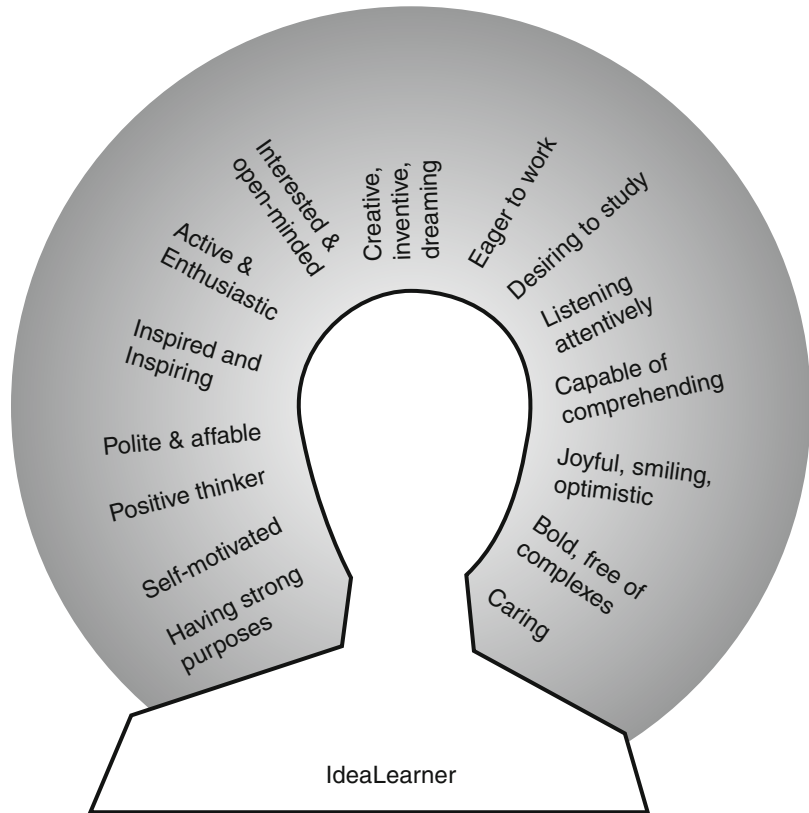 Having strong
purposes
Self-motivated
Positive thinker
Polite & affable
Inspired and
Inspiring
Active &
Enthusiastic
Interested &
open-minded
Creative,
inventive,
dreaming
Eager to work
Desiring to study
Listening
attentively
Capable of
comprehending
Joyful, smiling,
optimistic
Bold, free of
complexes
Caring
IdeaLearner